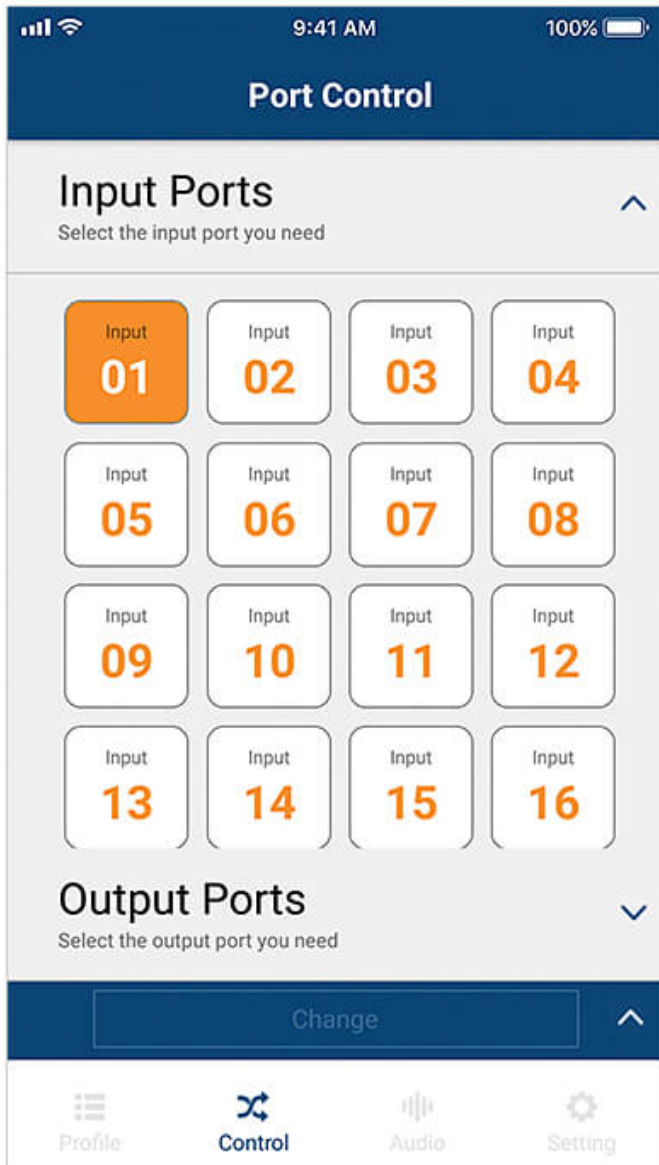 9:41 AM 100%
Port Control
Input Ports
Select the input port you need
Input Input Input Input
01 02 03 04
Input Input Input Input
05 06 07 08
Input Input Input Input
09 10 11 12
Input Input Input Input
13 14 15 16
Output Ports
Select the output port you need
Change
Profile Control Audio Setting